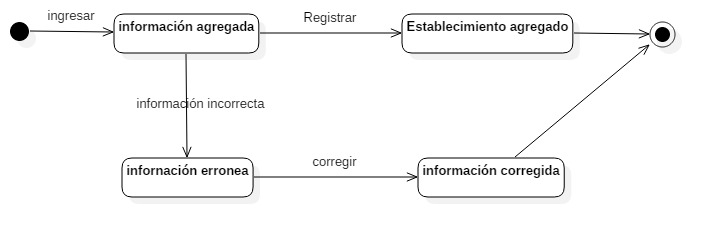 ingresar
Registrar
información agregada
Establecimiento agregado
información incorrecta
infornación erronea
corregir
información corregida